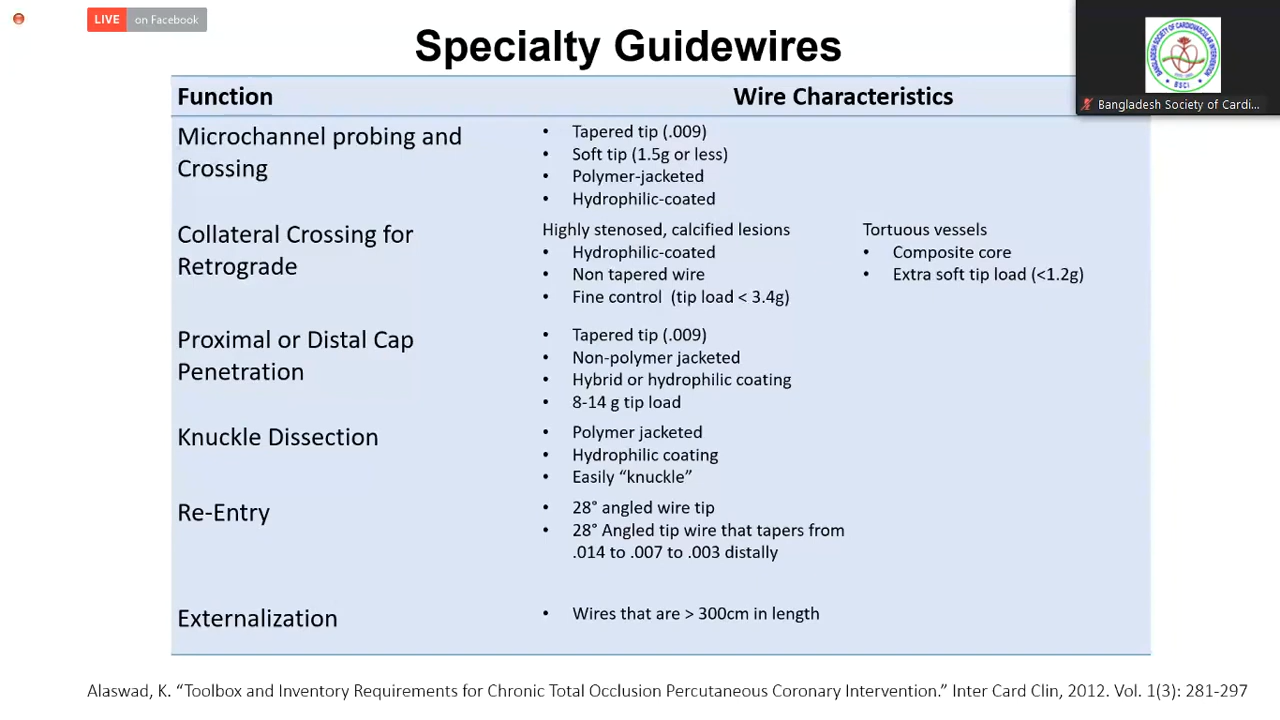 LIVE on Facebook
Specialty Guidewires
Bangladesh Society of Cardi...
Function
Wire Characteristics
Microchannel probing and
Crossing
• Tapered tip (.009)
• Soft tip (1.5g or less)
• Polymer-jacketed
• Hydrophilic-coated
Collateral Crossing for
Retrograde
Highly stenosed, calcified lesions
• Hydrophilic-coated
• Non tapered wire
• Fine control (tip load < 3.4g)
Tortuous vessels
• Composite core
• Extra soft tip load (<1.2g)
Proximal or Distal Cap
Penetration
• Tapered tip (.009)
• Non-polymer jacketed
• Hybrid or hydrophilic coating
• 8-14 g tip load
Knuckle Dissection
• Polymer jacketed
• Hydrophilic coating
• Easily “knuckle”
Re-Entry
• 28° angled wire tip
• 28° Angled tip wire that tapers from
.014 to .007 to .003 distally
Externalization
• Wires that are > 300cm in length
Alaswad, K. “Toolbox and Inventory Requirements for Chronic Total Occlusion Percutaneous Coronary Intervention.” Inter Card Clin, 2012. Vol. 1(3): 281-297